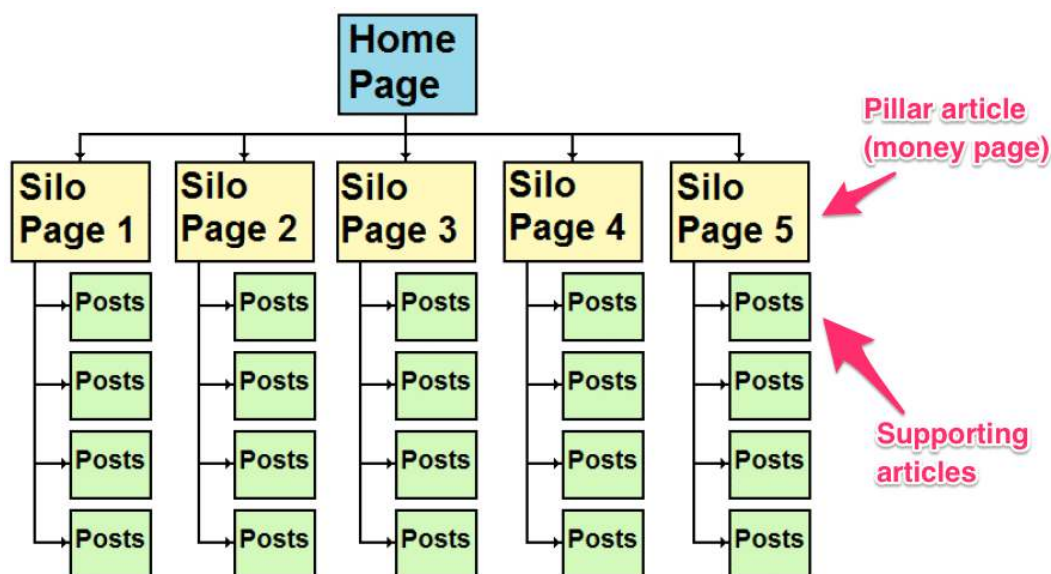 Home
Page
Pillar article
(money page)
Silo
Page 1
Silo
Page 2
Silo
Page 3
Silo
Page 4
Silo
Page 5
Posts
Posts
Posts
Posts
Posts
Posts
Posts
Posts
Posts
Posts
Supporting
articles
Posts
Posts
Posts
Posts
Posts
Posts
Posts
Posts
Posts
Posts